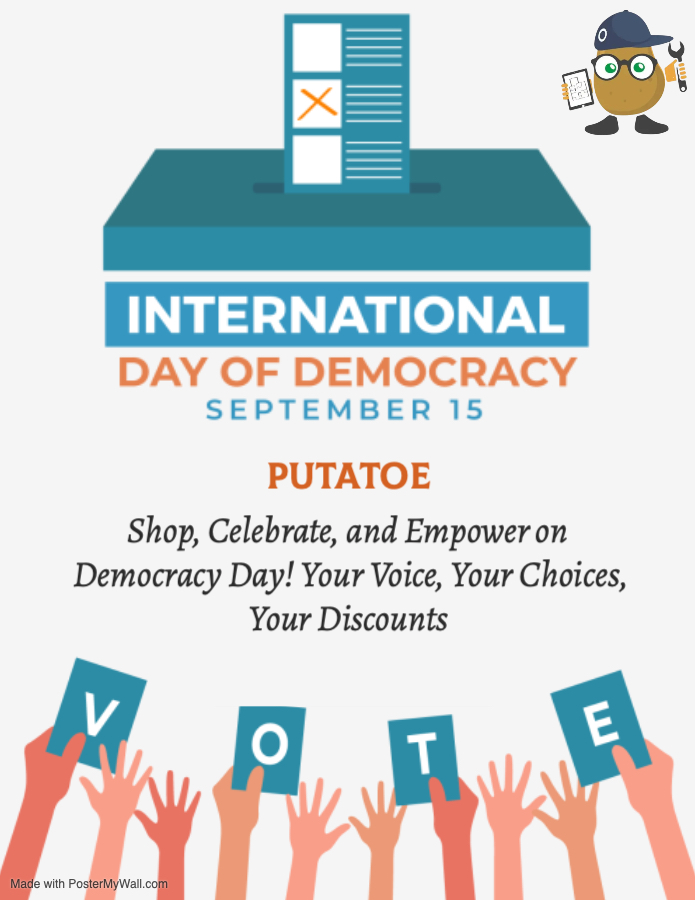 INTERNATIONAL
DAY OF DEMOCRACY
SEPTEMBER 15
PUTATOE
Shop, Celebrate, and Empower on
Democracy Day! Your Voice, Your Choices,
Your Discounts
V O T E
Made with PosterMyWall.com